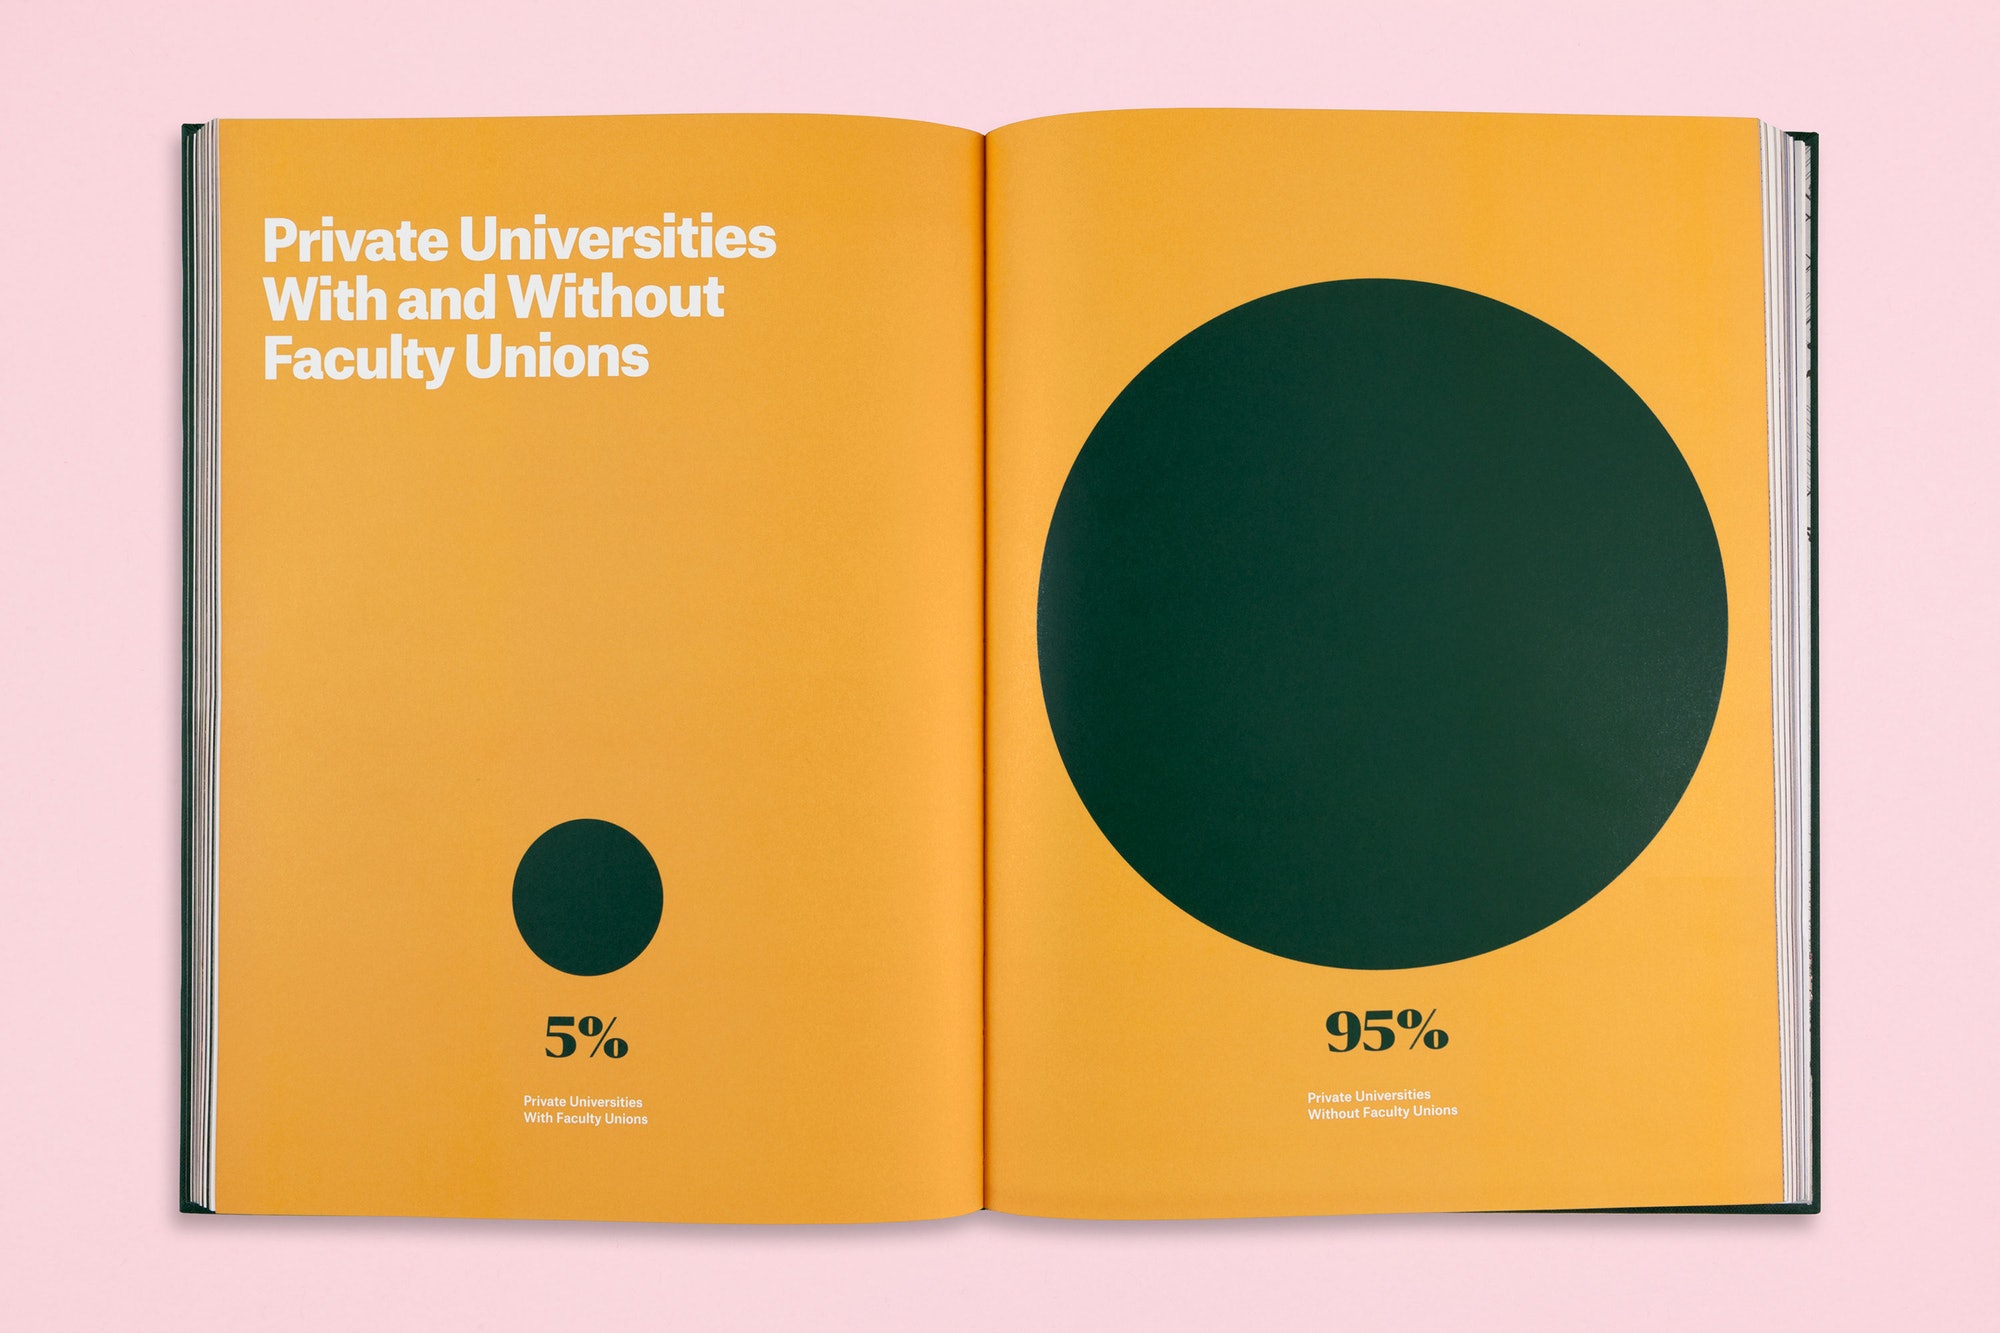 Private Universities
With and Without
Faculty Unions
5%
Private Universities
With Faculty Unions
95%
Private Universities
Without Faculty Unions